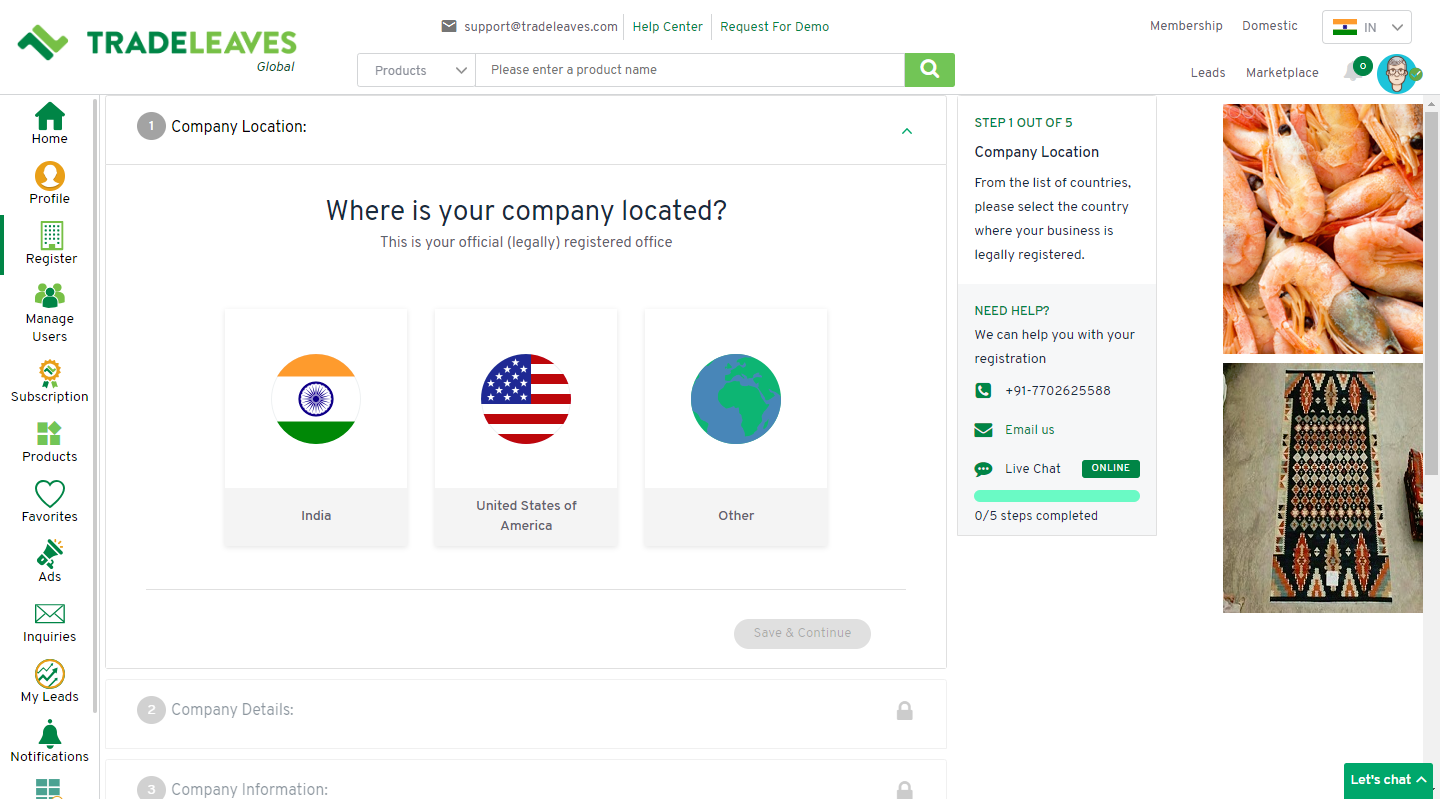 TRADELEAVES
Global
support@tradeleaves.com
Help Center
Request For Demo
Membership
Domestic
IN
Products
Please enter a product name
Leads
Marketplace
0
Home
Profile
Register
Manage
Users
Subscription
Products
Favorites
Ads
Inquiries
My Leads
Notifications
1 Company Location:
Where is your company located?
This is your official (legally) registered office
India
United States of
America
Other
Save & Continue
2 Company Details:
3 Company Information:
STEP 1 OUT OF 5
Company Location
From the list of countries,
please select the country
where your business is
legally registered.
NEED HELP?
We can help you with your
registration
+91-7702625588
Email us
Live Chat ONLINE
0/5 steps completed
Let's chat